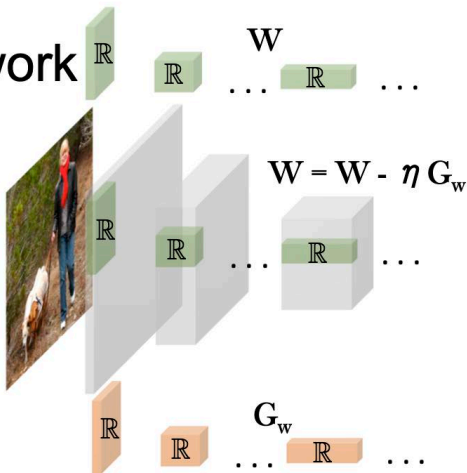 ℝ W
work ℝ ... ℝ ...
W = W - η G_w
ℝ ℝ ... ℝ ...
G_w
ℝ ℝ ... ℝ ...